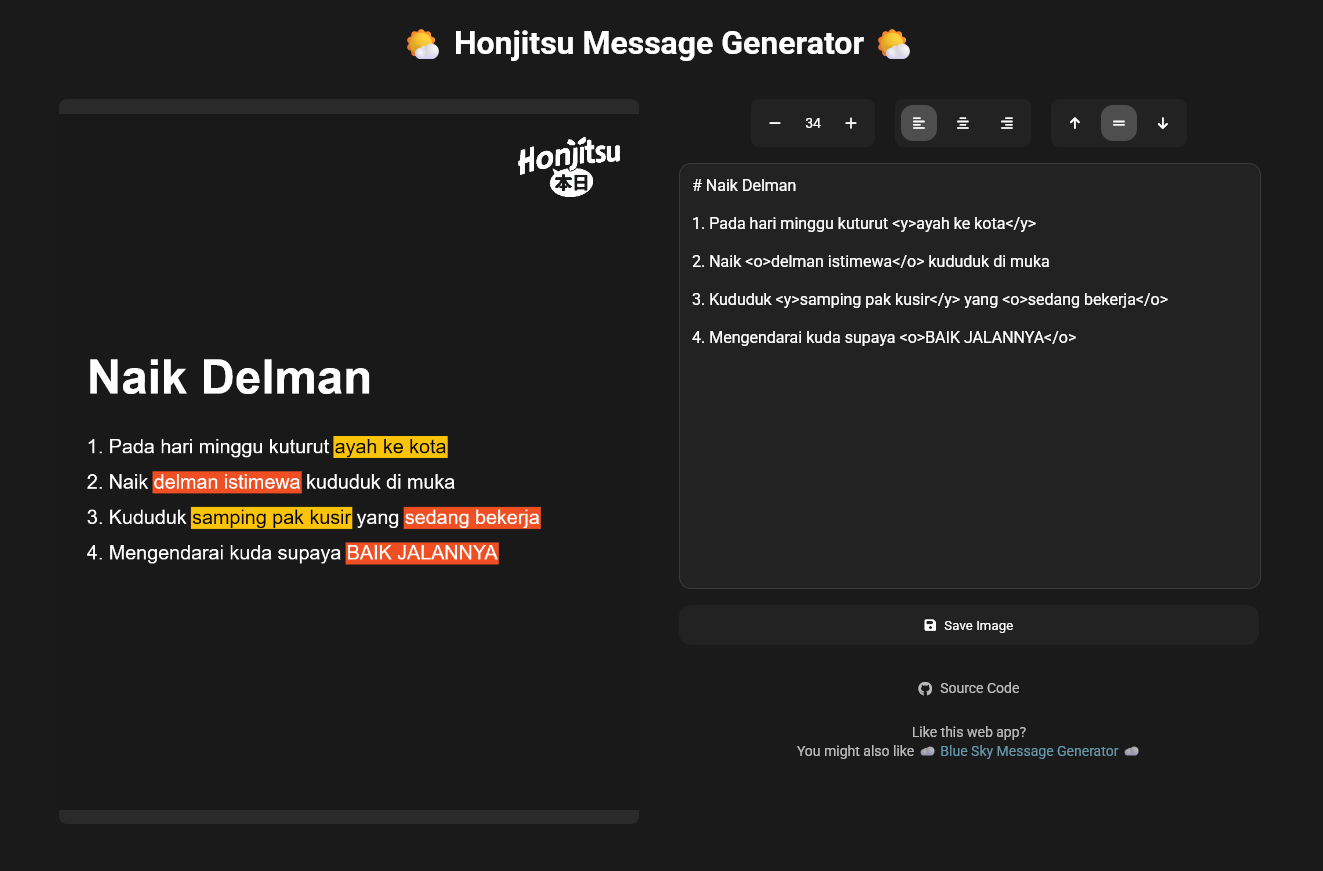 Honjitsu Message Generator
Honjitsu
本日
Naik Delman
1. Pada hari minggu kuturut ayah ke kota
2. Naik delman istimewa kududuk di muka
3. Kududuk samping pak kusir yang sedang bekerja
4. Mengendarai kuda supaya BAIK JALANNYA
34
# Naik Delman
1. Pada hari minggu kuturut <y>ayah ke kota</y>
2. Naik <o>delman istimewa</o> kududuk di muka
3. Kududuk <y>samping pak kusir</y> yang <o>sedang bekerja</o>
4. Mengendarai kuda supaya <o>BAIK JALANNYA</o>
Save Image
Source Code
Like this web app?
You might also like Blue Sky Message Generator